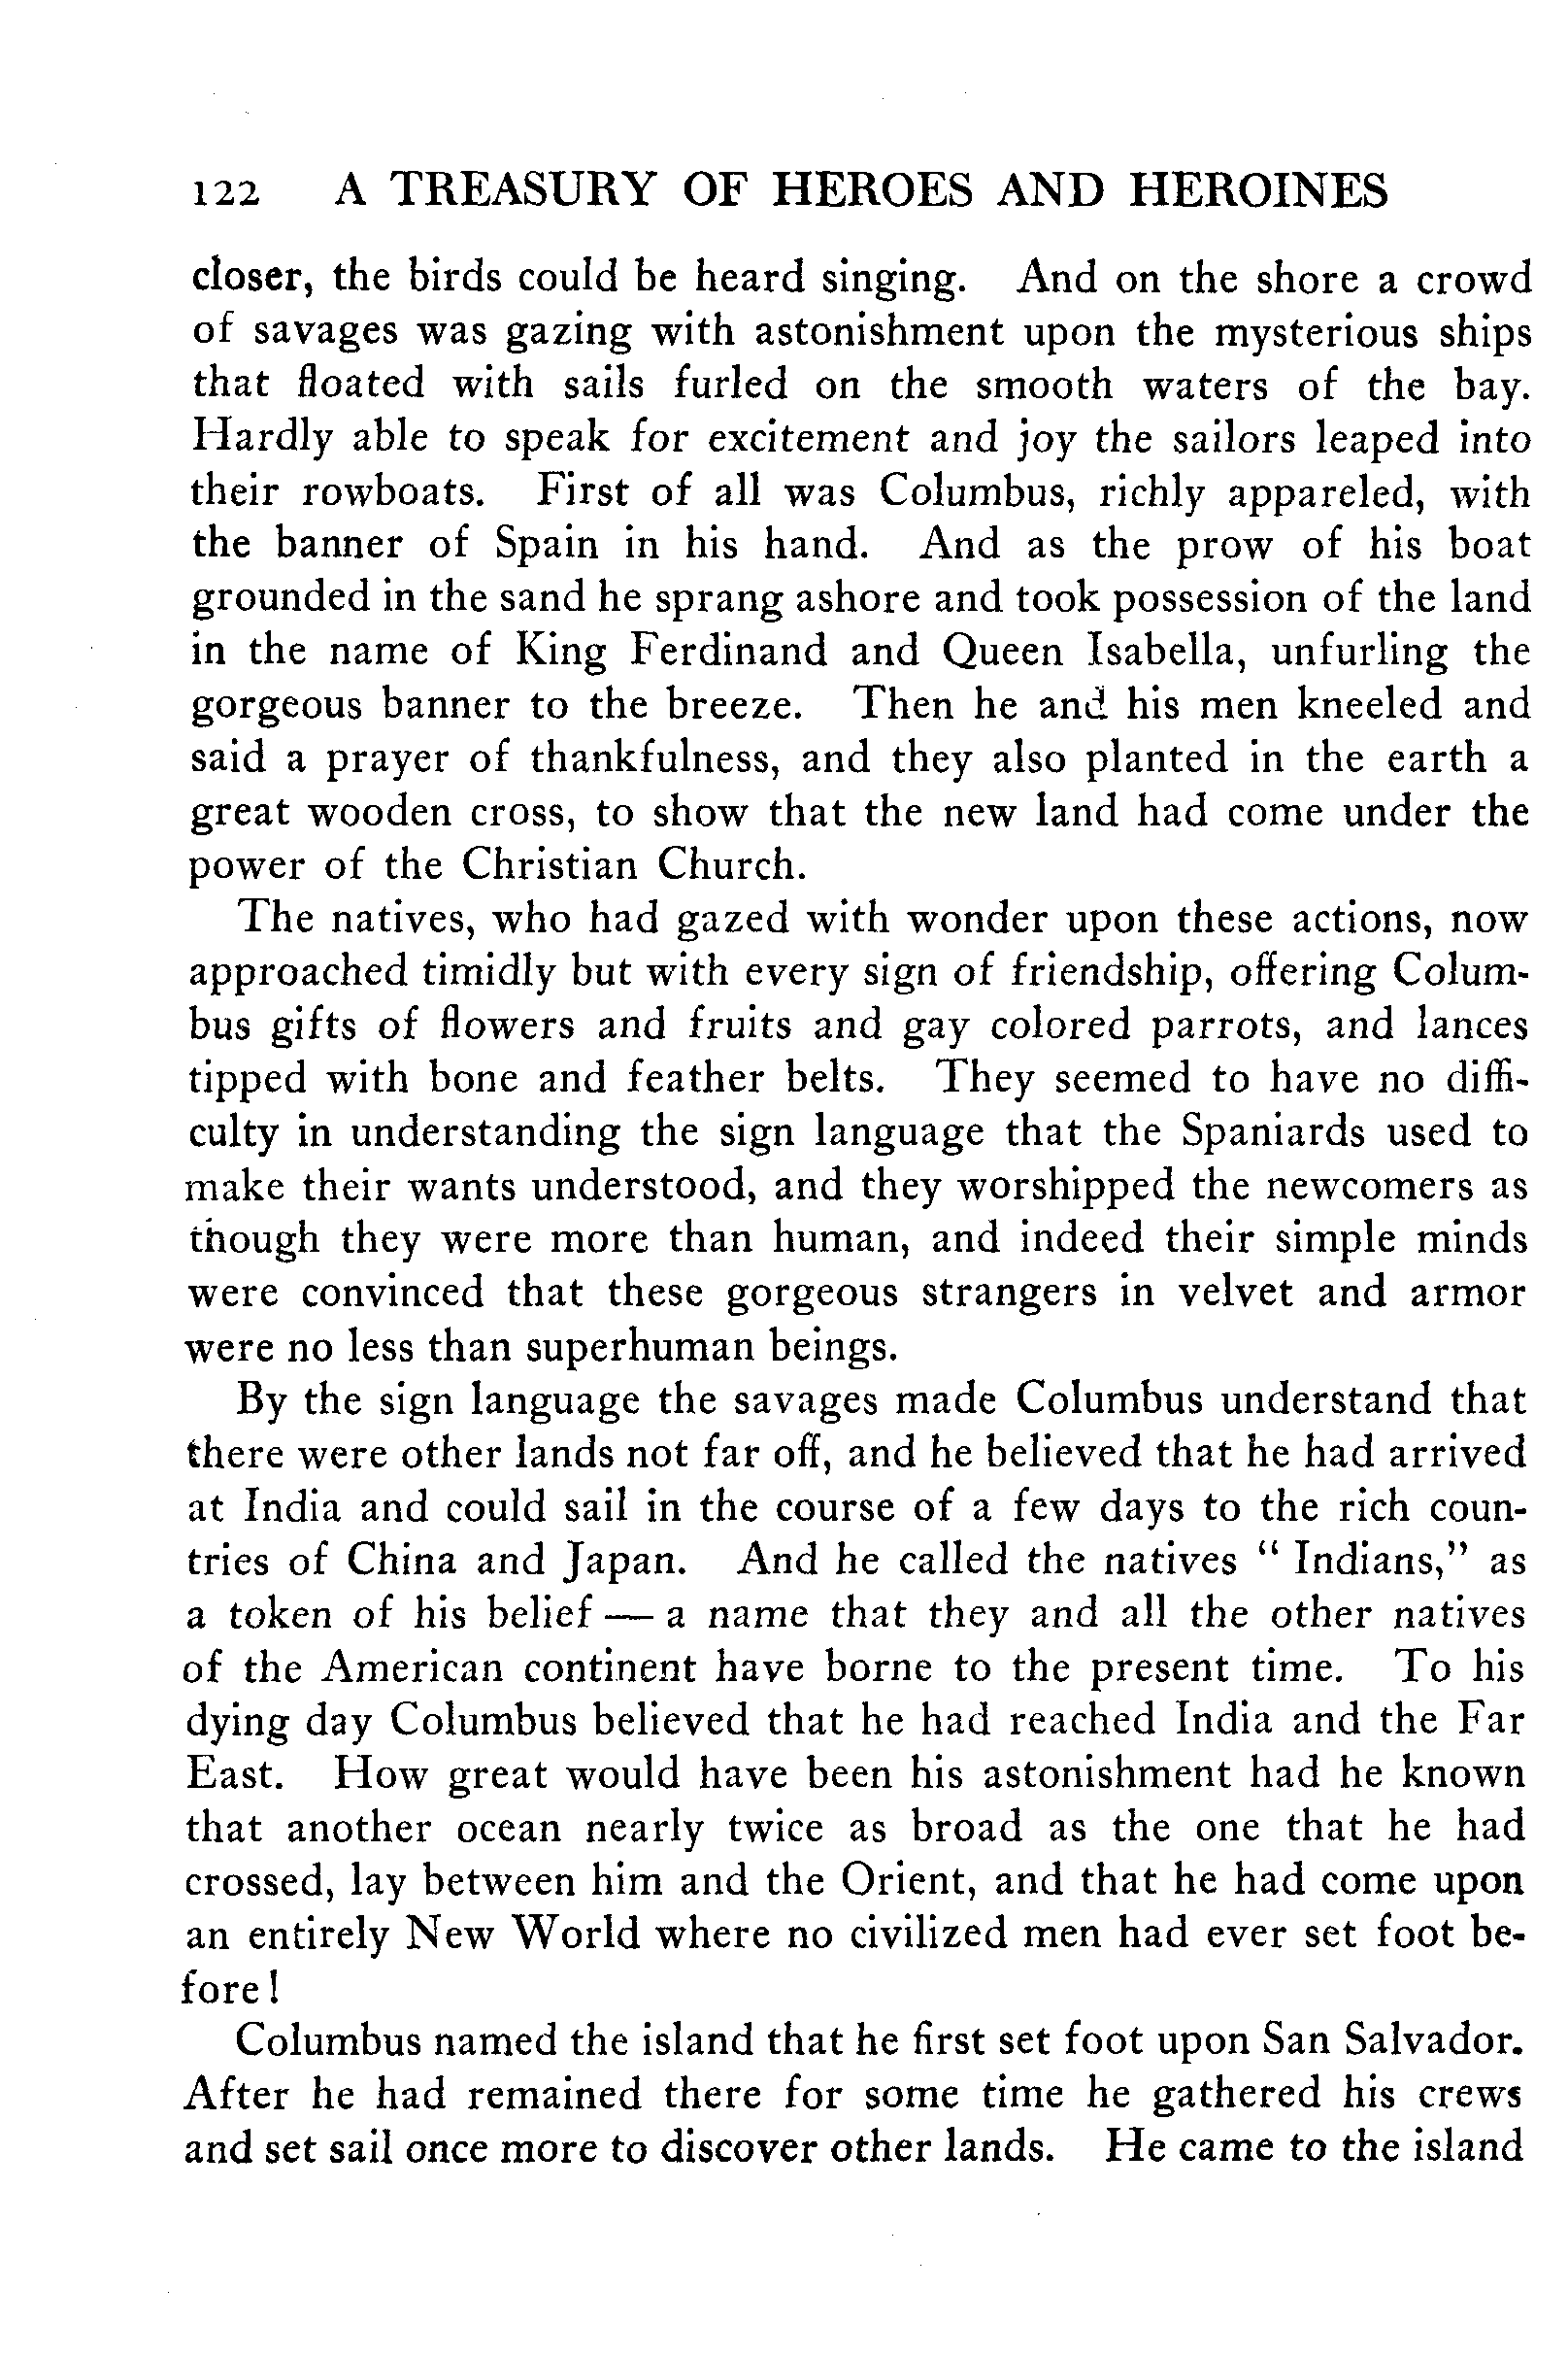 122 A TREASURY OF HEROES AND HEROINES
closer, the birds could be heard singing. And on the shore a crowd
of savages was gazing with astonishment upon the mysterious ships
that floated with sails furled on the smooth waters of the bay.
Hardly able to speak for excitement and joy the sailors leaped into
their rowboats. First of all was Columbus, richly appareled, with
the banner of Spain in his hand. And as the prow of his boat
grounded in the sand he sprang ashore and took possession of the land
in the name of King Ferdinand and Queen Isabella, unfurling the
gorgeous banner to the breeze. Then he and his men kneeled and
said a prayer of thankfulness, and they also planted in the earth a
great wooden cross, to show that the new land had come under the
power of the Christian Church.
The natives, who had gazed with wonder upon these actions, now
approached timidly but with every sign of friendship, offering Colum-
bus gifts of flowers and fruits and gay colored parrots, and lances
tipped with bone and feather belts. They seemed to have no diffi-
culty in understanding the sign language that the Spaniards used to
make their wants understood, and they worshipped the newcomers as
though they were more than human, and indeed their simple minds
were convinced that these gorgeous strangers in velvet and armor
were no less than superhuman beings.
By the sign language the savages made Columbus understand that
there were other lands not far off, and he believed that he had arrived
at India and could sail in the course of a few days to the rich coun-
tries of China and Japan. And he called the natives " Indians," as
a token of his belief — a name that they and all the other natives
of the American continent have borne to the present time. To his
dying day Columbus believed that he had reached India and the Far
East. How great would have been his astonishment had he known
that another ocean nearly twice as broad as the one that he had
crossed, lay between him and the Orient, and that he had come upon
an entirely New World where no civilized men had ever set foot be-
fore!
Columbus named the island that he first set foot upon San Salvador.
After he had remained there for some time he gathered his crews
and set sail once more to discover other lands. He came to the island